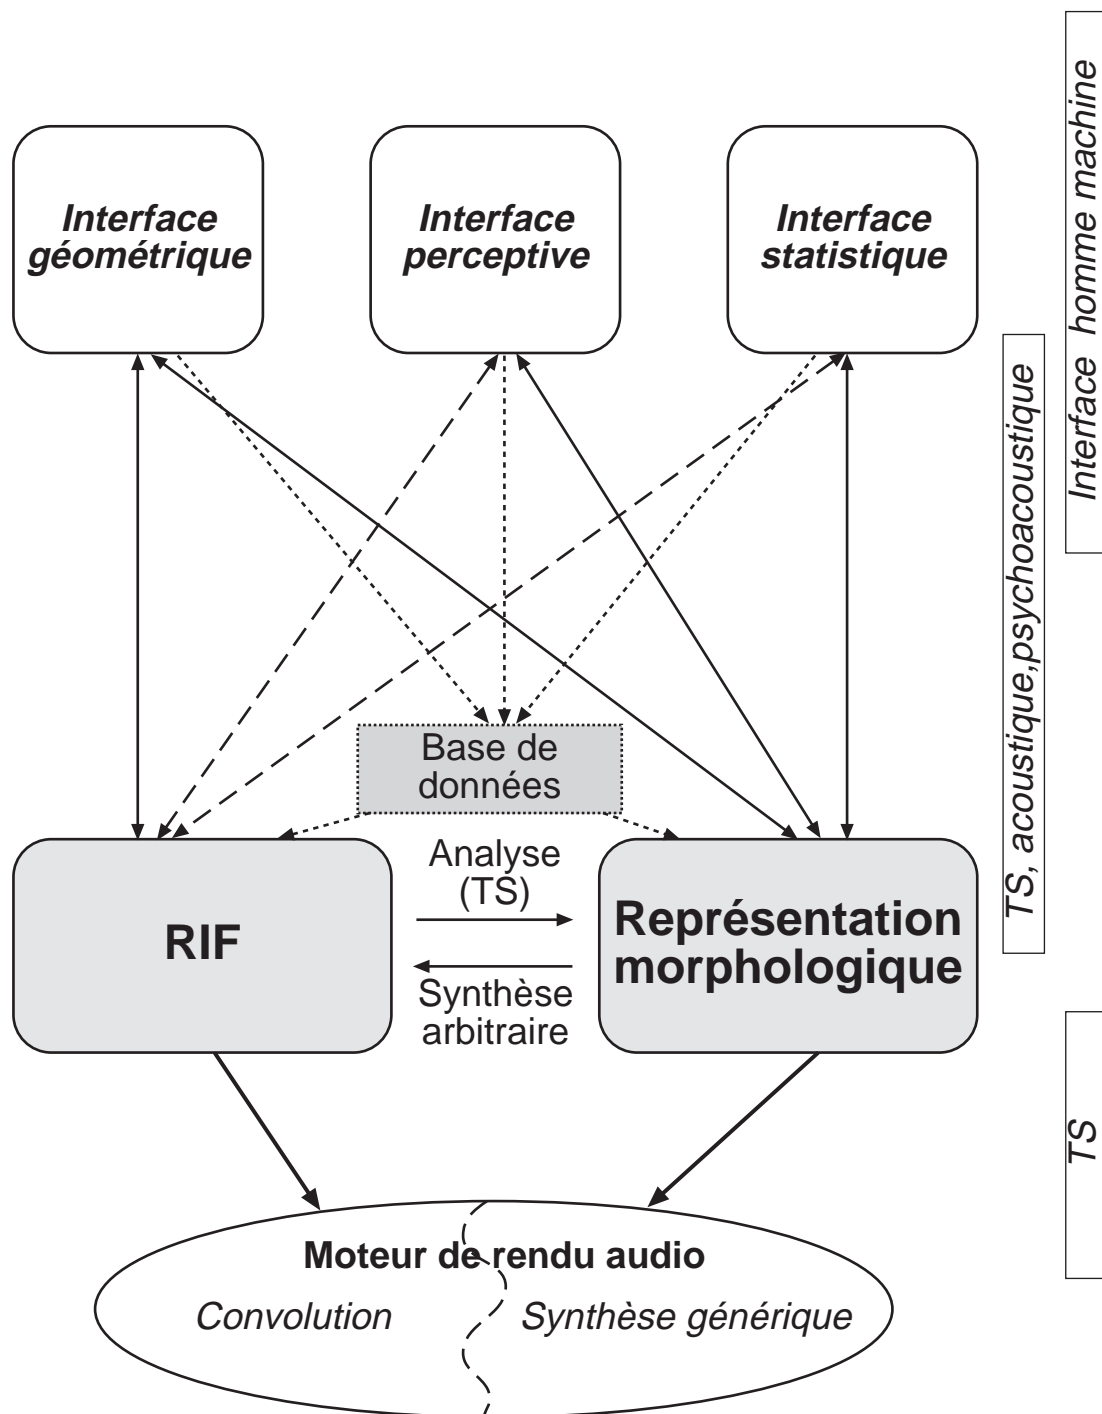 Interface
géométrique
Interface
perceptive
Interface
statistique
Interface homme machine
TS, acoustique,psychoacoustique
Base de
données
Analyse
(TS)
RIF
Représentation
morphologique
Synthèse
arbitraire
TS
Moteur de rendu audio
Convolution
Synthèse générique